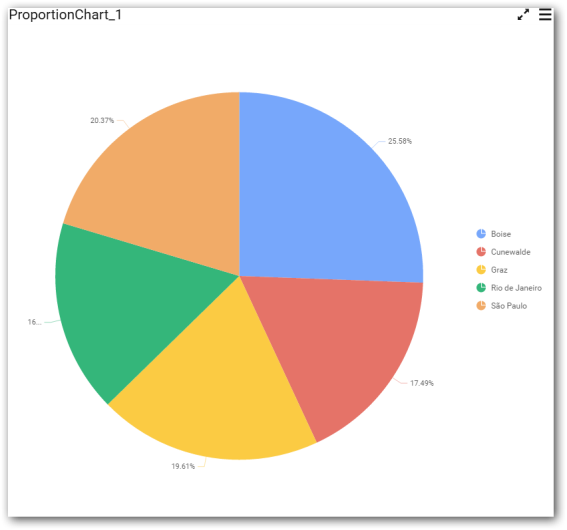 ProportionChart_1
20.37%
25.58%
Boise
Cunewalde
Graz
Rio de Janeiro
São Paulo
16...
17.49%
19.61%